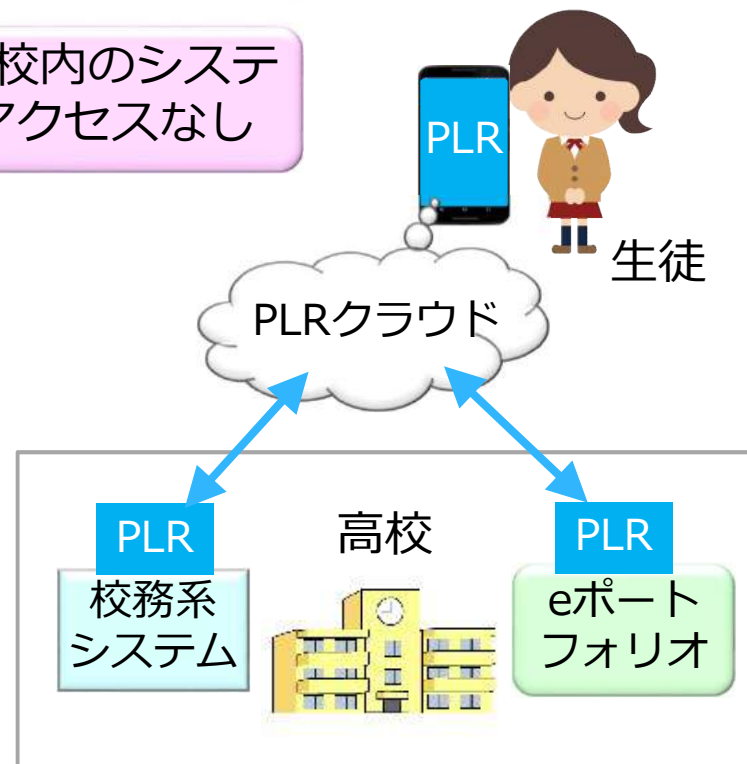 校内のシステ
アクセスなし
PLR
生徒
PLRクラウド
PLR
高校
PLR
校務系
システム
eポート
フォリオ